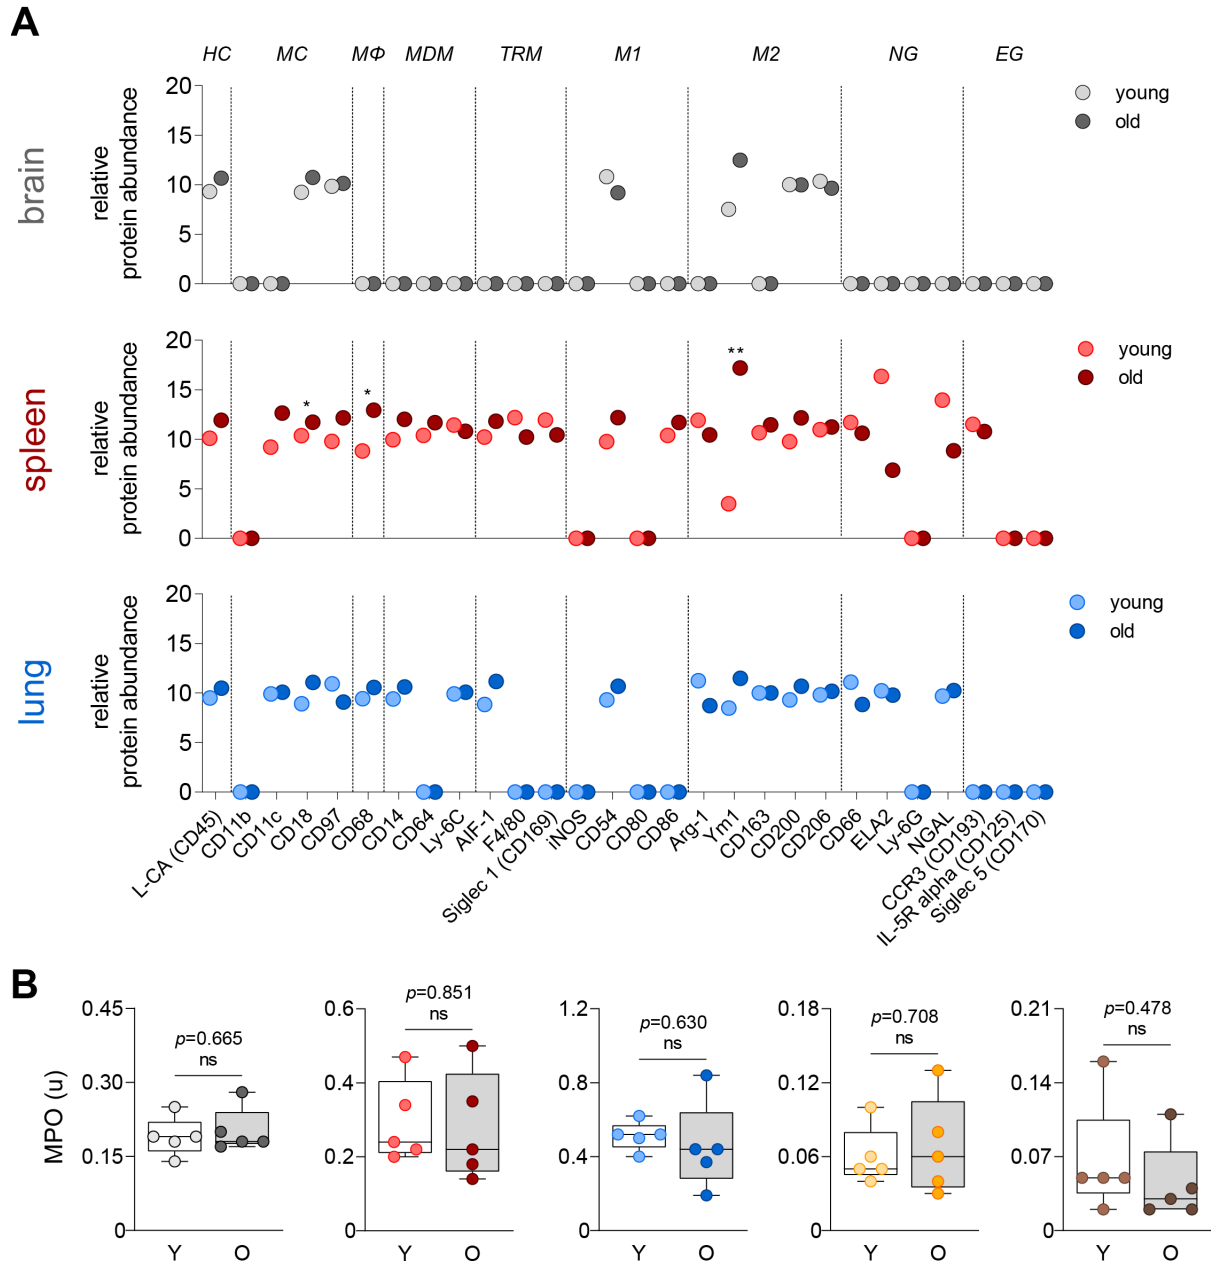 A
HC MC MΦ MDM TRM M1 M2 NG EG
brain
relative
protein abundance
20
15
10
5
0
young
old
spleen
relative
protein abundance
20
15
10
5
0
*
*
**
young
old
lung
relative
protein abundance
20
15
10
5
0
young
old
L-CA (CD45)
CD11b
CD11c
CD18
CD97
CD68
CD14
CD64
Ly-6C
AIF-1
F4/80
Siglec 1 (CD169)
iNOS
CD54
CD80
CD86
Arg-1
Ym1
CD163
CD200
CD206
CD66
ELA2
Ly-6G
NGAL
CCR3 (CD193)
IL-5R alpha (CD125)
Siglec 5 (CD170)
B
MPO (u)
0.45
0.30
0.15
0
p=0.665
ns
Y O
0.6
0.4
0.2
0
p=0.851
ns
Y O
1.2
0.8
0.4
0
p=0.630
ns
Y O
0.18
0.12
0.06
0
p=0.708
ns
Y O
0.21
0.14
0.07
0
p=0.478
ns
Y O